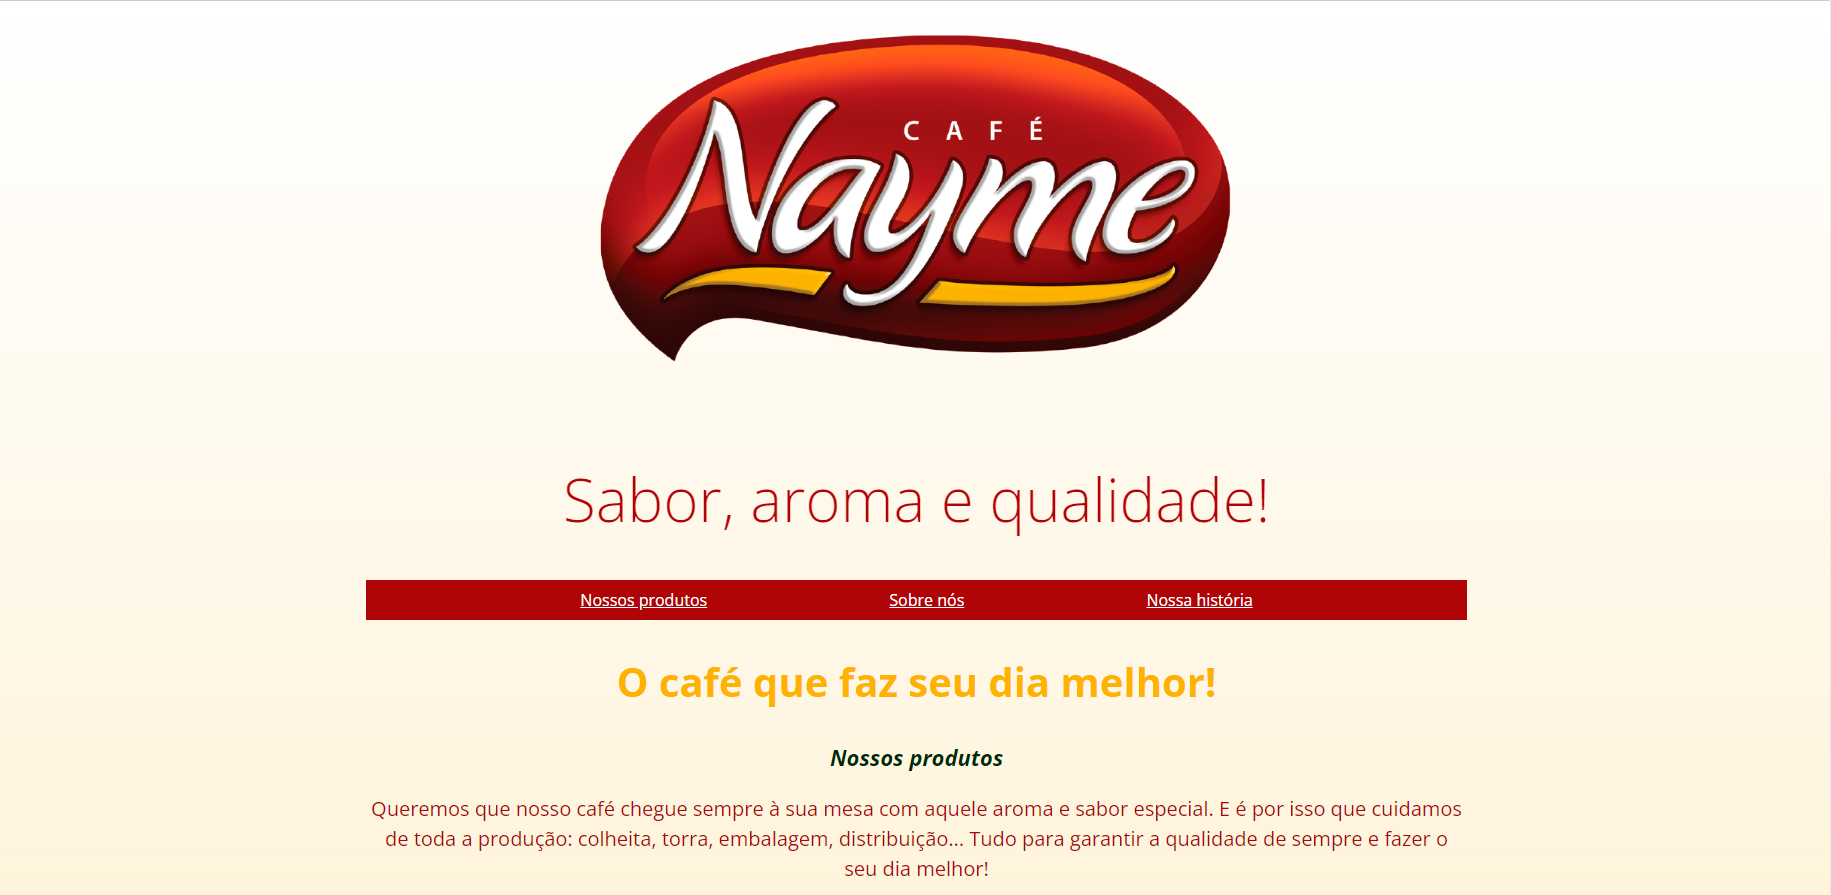 CAFÉ
Nayme
Sabor, aroma e qualidade!
Nossos produtos Sobre nós Nossa história
O café que faz seu dia melhor!
Nossos produtos
Queremos que nosso café chegue sempre à sua mesa com aquele aroma e sabor especial. E é por isso que cuidamos
de toda a produção: colheita, torra, embalagem, distribuição... Tudo para garantir a qualidade de sempre e fazer o
seu dia melhor!